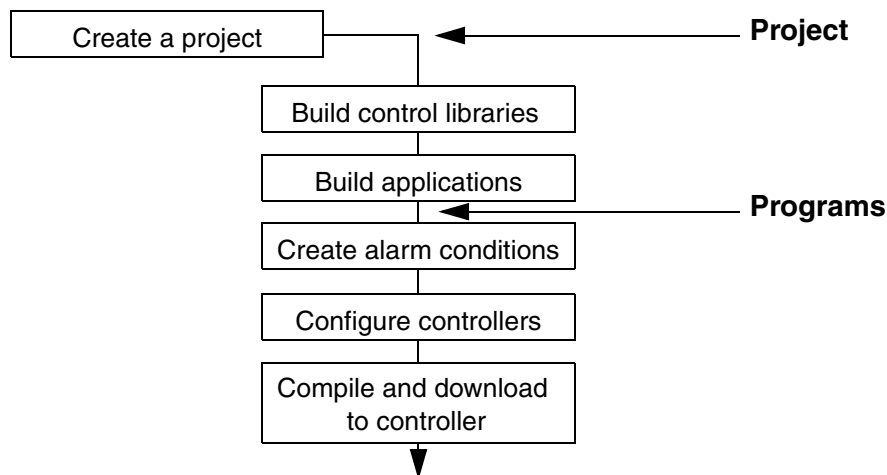 Create a project
Project
Build control libraries
Build applications
Programs
Create alarm conditions
Configure controllers
Compile and download
to controller